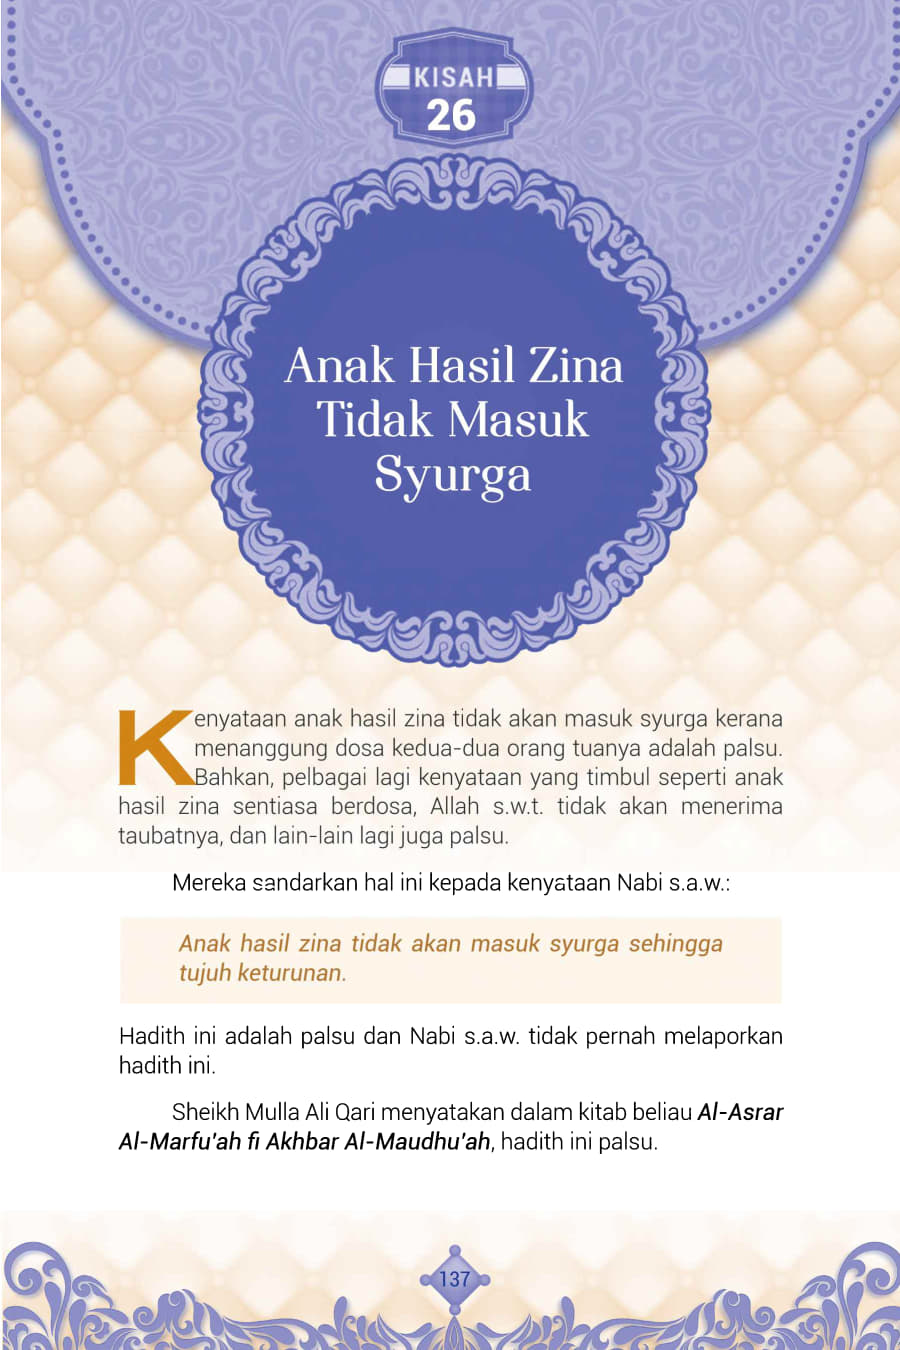 KISAH
26
Anak Hasil Zina
Tidak Masuk
Syurga
Kenyataan anak hasil zina tidak akan masuk syurga kerana
menanggung dosa kedua-dua orang tuanya adalah palsu.
Bahkan, pelbagai lagi kenyataan yang timbul seperti anak
hasil zina sentiasa berdosa, Allah s.w.t. tidak akan menerima
taubatnya, dan lain-lain lagi juga palsu.
Mereka sandarkan hal ini kepada kenyataan Nabi s.a.w.:
Anak hasil zina tidak akan masuk syurga sehingga
tujuh keturunan.
Hadith ini adalah palsu dan Nabi s.a.w. tidak pernah melaporkan
hadith ini.
Sheikh Mulla Ali Qari menyatakan dalam kitab beliau Al-Asrar
Al-Marfu'ah fi Akhbar Al-Maudhu'ah, hadith ini palsu.
137